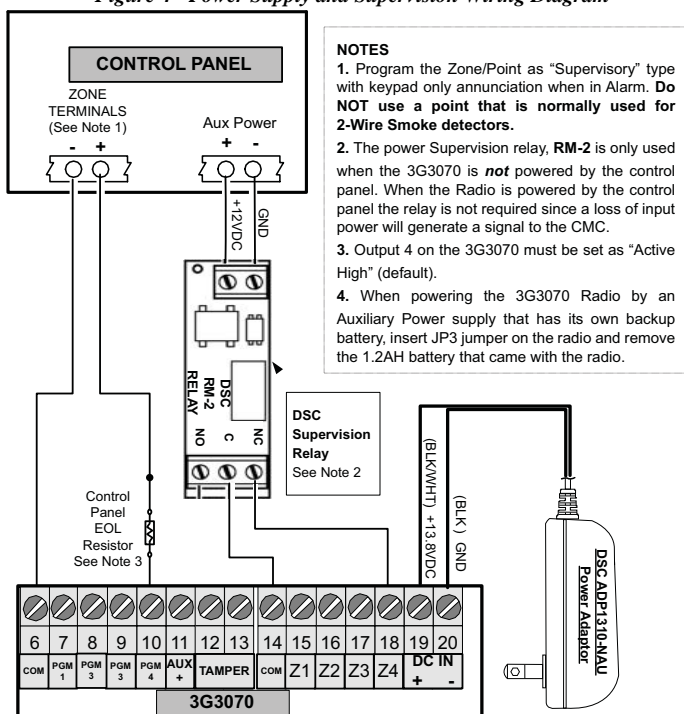 Figure 4 - Power Supply and Supervision Wiring Diagram
CONTROL PANEL
ZONE
TERMINALS
(See Note 1)
- +
Aux Power
+ -
+12VDC
GND
NOTES
1. Program the Zone/Point as “Supervisory” type
with keypad only annunciation when in Alarm. Do
NOT use a point that is normally used for
2-Wire Smoke detectors.
2. The power Supervision relay, RM-2 is only used
when the 3G3070 is not powered by the control
panel. When the Radio is powered by the control
panel the relay is not required since a loss of input
power will generate a signal to the CMC.
3. Output 4 on the 3G3070 must be set as “Active
High” (default).
4. When powering the 3G3070 Radio by an
Auxiliary Power supply that has its own backup
battery, insert JP3 jumper on the radio and remove
the 1.2AH battery that came with the radio.
DSC
RM-2
RELAY
NO C NC
DSC
Supervision
Relay
See Note 2
Control
Panel
EOL
Resistor
See Note 3
(BLK/WHT) +13.8VDC
(BLK ) GND
DSC ADP1310-NAU
Power Adaptor
6 7 8 9 10 11 12 13 14 15 16 17 18 19 20
COM PGM 1 PGM 3 PGM 3 PGM 4 AUX + TAMPER COM Z1 Z2 Z3 Z4 DC IN + -
3G3070